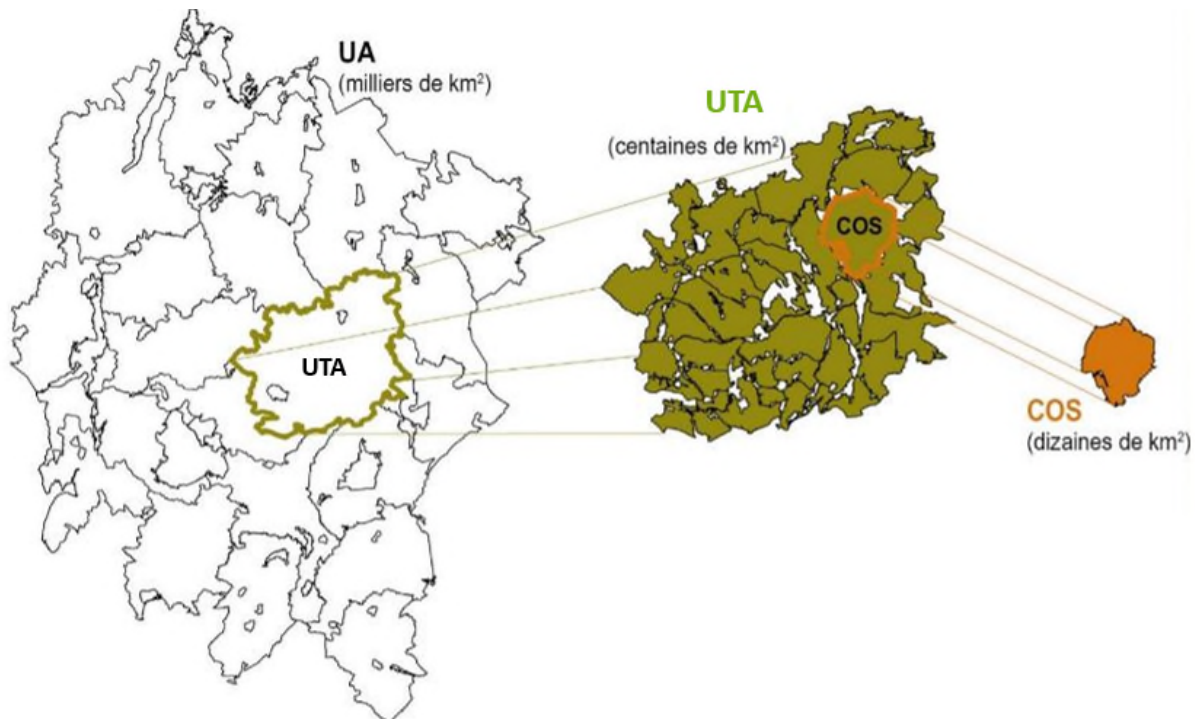 UA
(milliers de km²)
UTA
(centaines de km²)
COS
UTA
COS
(dizaines de km²)